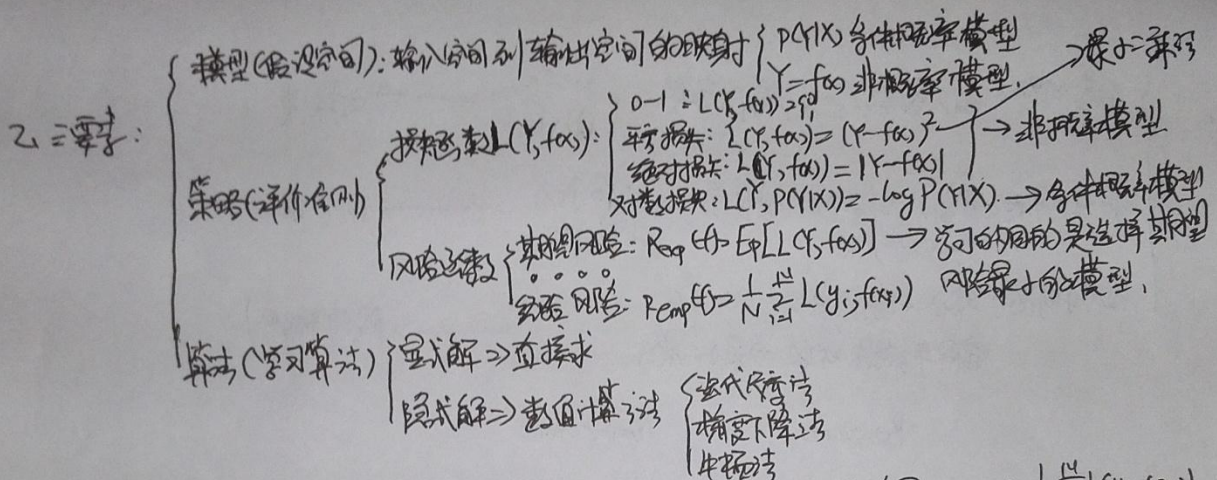 2、三要素:
模型(假设空间): 输入空间到输出空间的映射
P(Y|X) 条件概率模型
Y=f(x) 非概率模型.
策略(评价准则)
损失函数L(Y,f(x)):
0-1: L(Y,f(x))=
平方损失: L(Y,f(x))=(Y-f(x))² → 最小二乘法
绝对损失: L(Y,f(x))=|Y-f(x)|
→ 非概率模型
对数损失: L(Y,P(Y|X))=-logP(Y|X). → 条件概率模型
风险函数
期望风险: Rexp(f)=Ep[L(Y,f(x))] → 学习的目的是选择期望
风险最小的模型.
经验风险: Remp(f)=1/N Σ_{i=1}^{N} L(yi,f(xi))
算法(学习算法)
显式解 ⇒ 直接求
隐式解 ⇒ 数值计算方法
迭代尺度法
梯度下降法
牛顿法